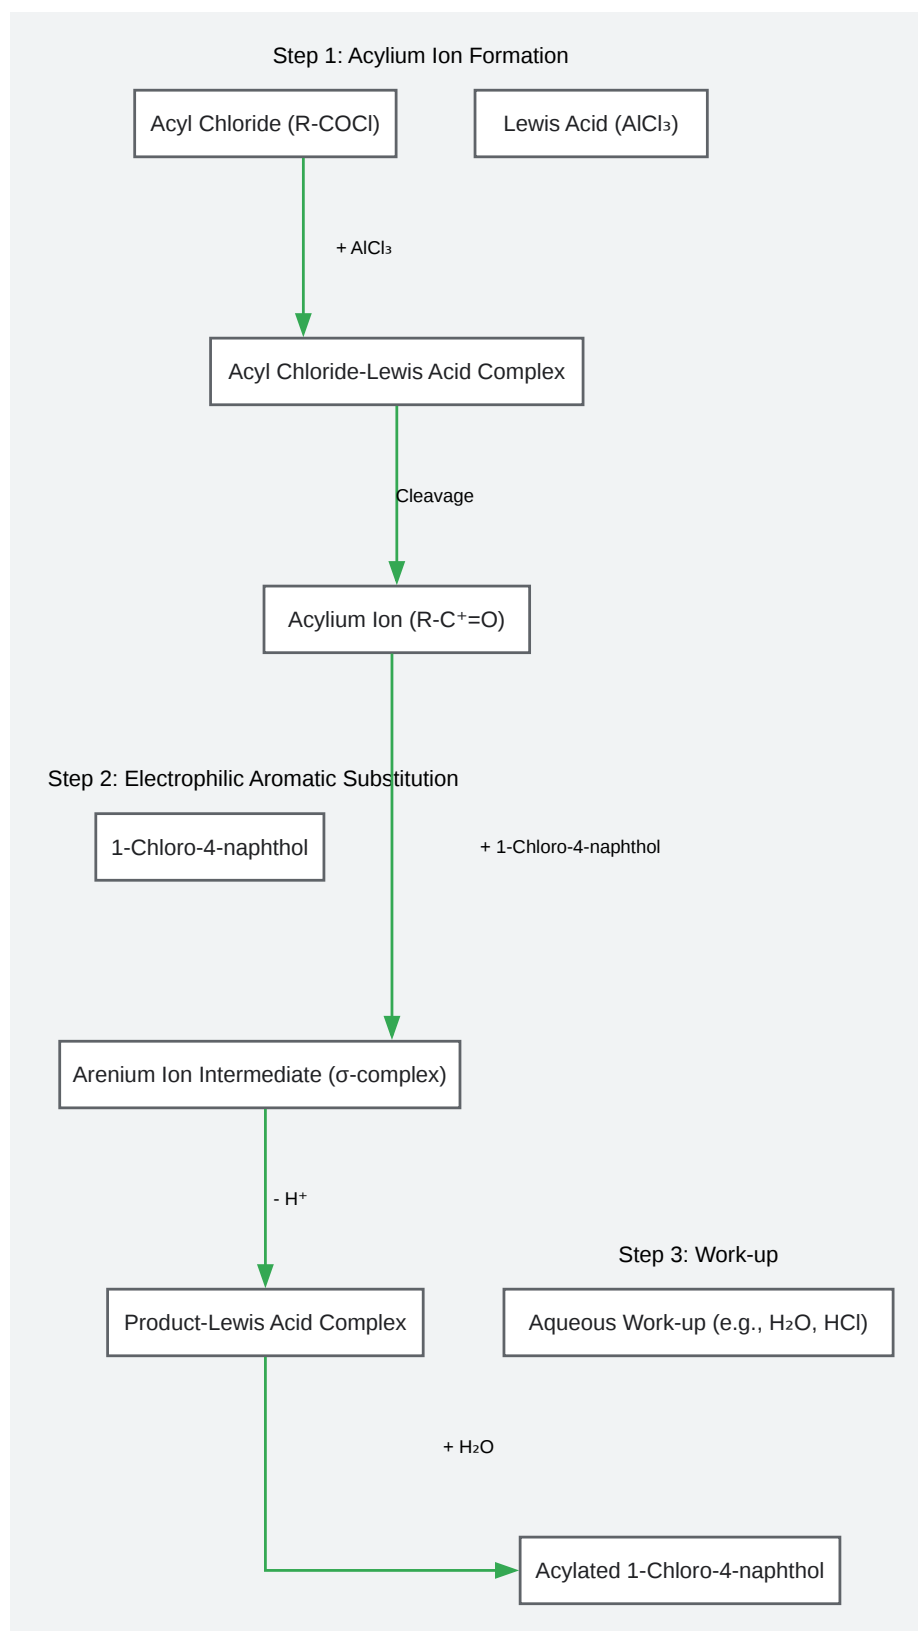 Step 1: Acylium Ion Formation
Acyl Chloride (R-COCl)
Lewis Acid (AlCl₃)
+ AlCl₃
Acyl Chloride-Lewis Acid Complex
Cleavage
Acylium Ion (R-C⁺=O)
Step 2: Electrophilic Aromatic Substitution
1-Chloro-4-naphthol
+ 1-Chloro-4-naphthol
Arenium Ion Intermediate (σ-complex)
- H⁺
Step 3: Work-up
Product-Lewis Acid Complex
Aqueous Work-up (e.g., H₂O, HCl)
+ H₂O
Acylated 1-Chloro-4-naphthol